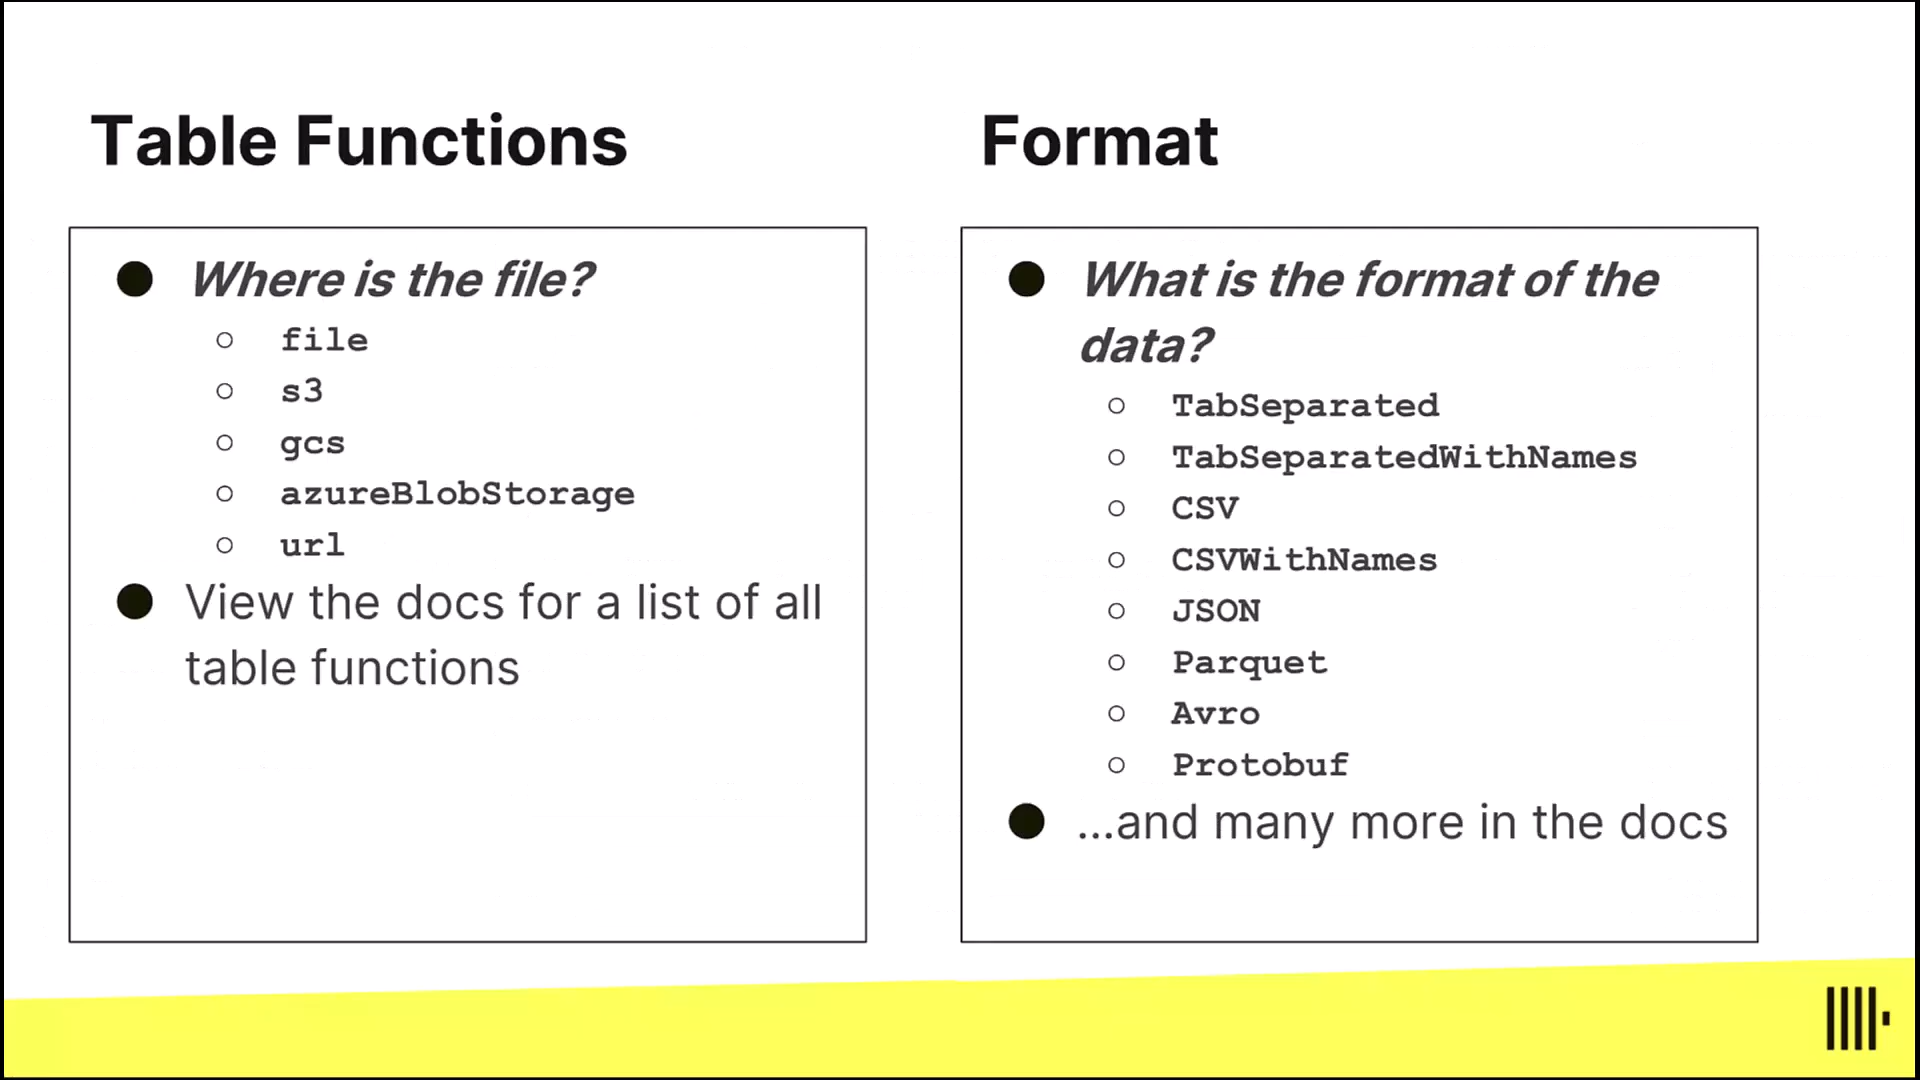 Table Functions
Where is the file?
file
s3
gcs
azureBlobStorage
url
View the docs for a list of all
table functions
Format
What is the format of the
data?
TabSeparated
TabSeparatedWithNames
CSV
CSVWithNames
JSON
Parquet
Avro
Protobuf
...and many more in the docs